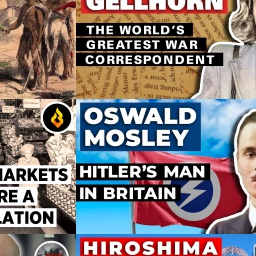 GELLHORN
THE WORLD'S
GREATEST WAR
CORRESPONDENT
OSWALD
MOSLEY
MARKETS
RE A
LATION
HITLER'S MAN
IN BRITAIN
HIROSHIMA